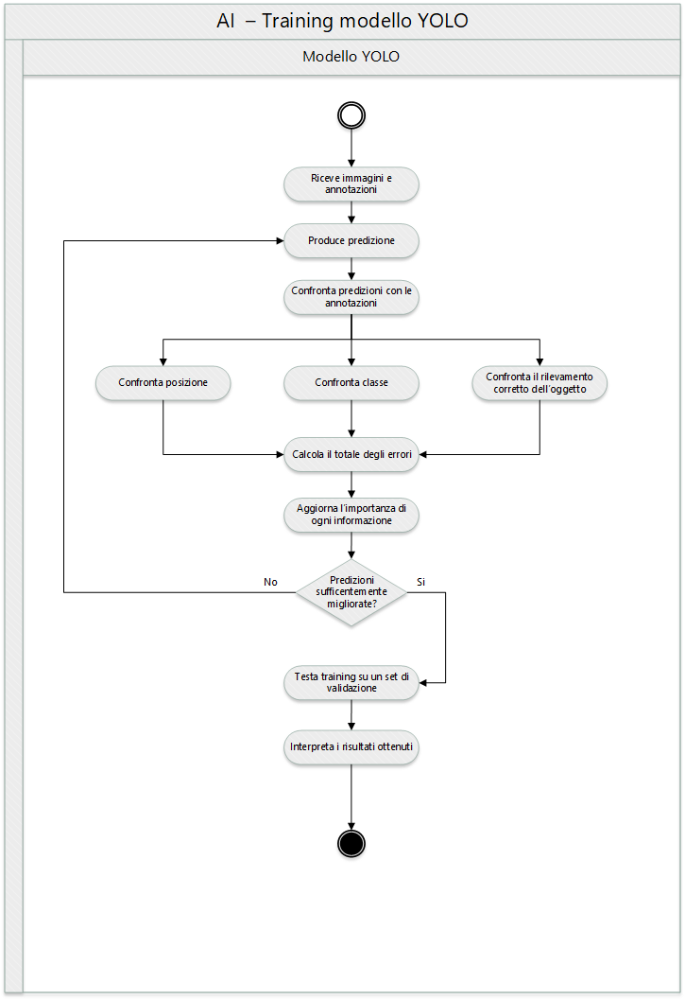 AI – Training modello YOLO
Modello YOLO
Riceve immagini e
annotazioni
Produce predizione
Confronta predizioni con le
annotazioni
Confronta posizione
Confronta classe
Confronta il rilevamento
corretto dell'oggetto
Calcola il totale degli errori
Aggiorna l'importanza di
ogni informazione
No
Predizioni
sufficentemente
migliorate?
Si
Testa training su un set di
validazione
Interpreta i risultati ottenuti